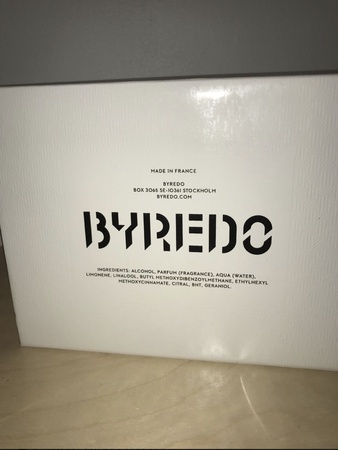 MADE IN FRANCE
BYREDO
BOX 3065 SE-10361 STOCKHOLM
BYREDO.COM
BYREDO
INGREDIENTS: ALCOHOL, PARFUM (FRAGRANCE), AQUA (WATER),
LIMONENE, LINALOOL, BUTYL METHOXYDIBENZOYLMETHANE, ETHYLHEXYL
METHOXYCINNAMATE, CITRAL, BHT, GERANIOL.